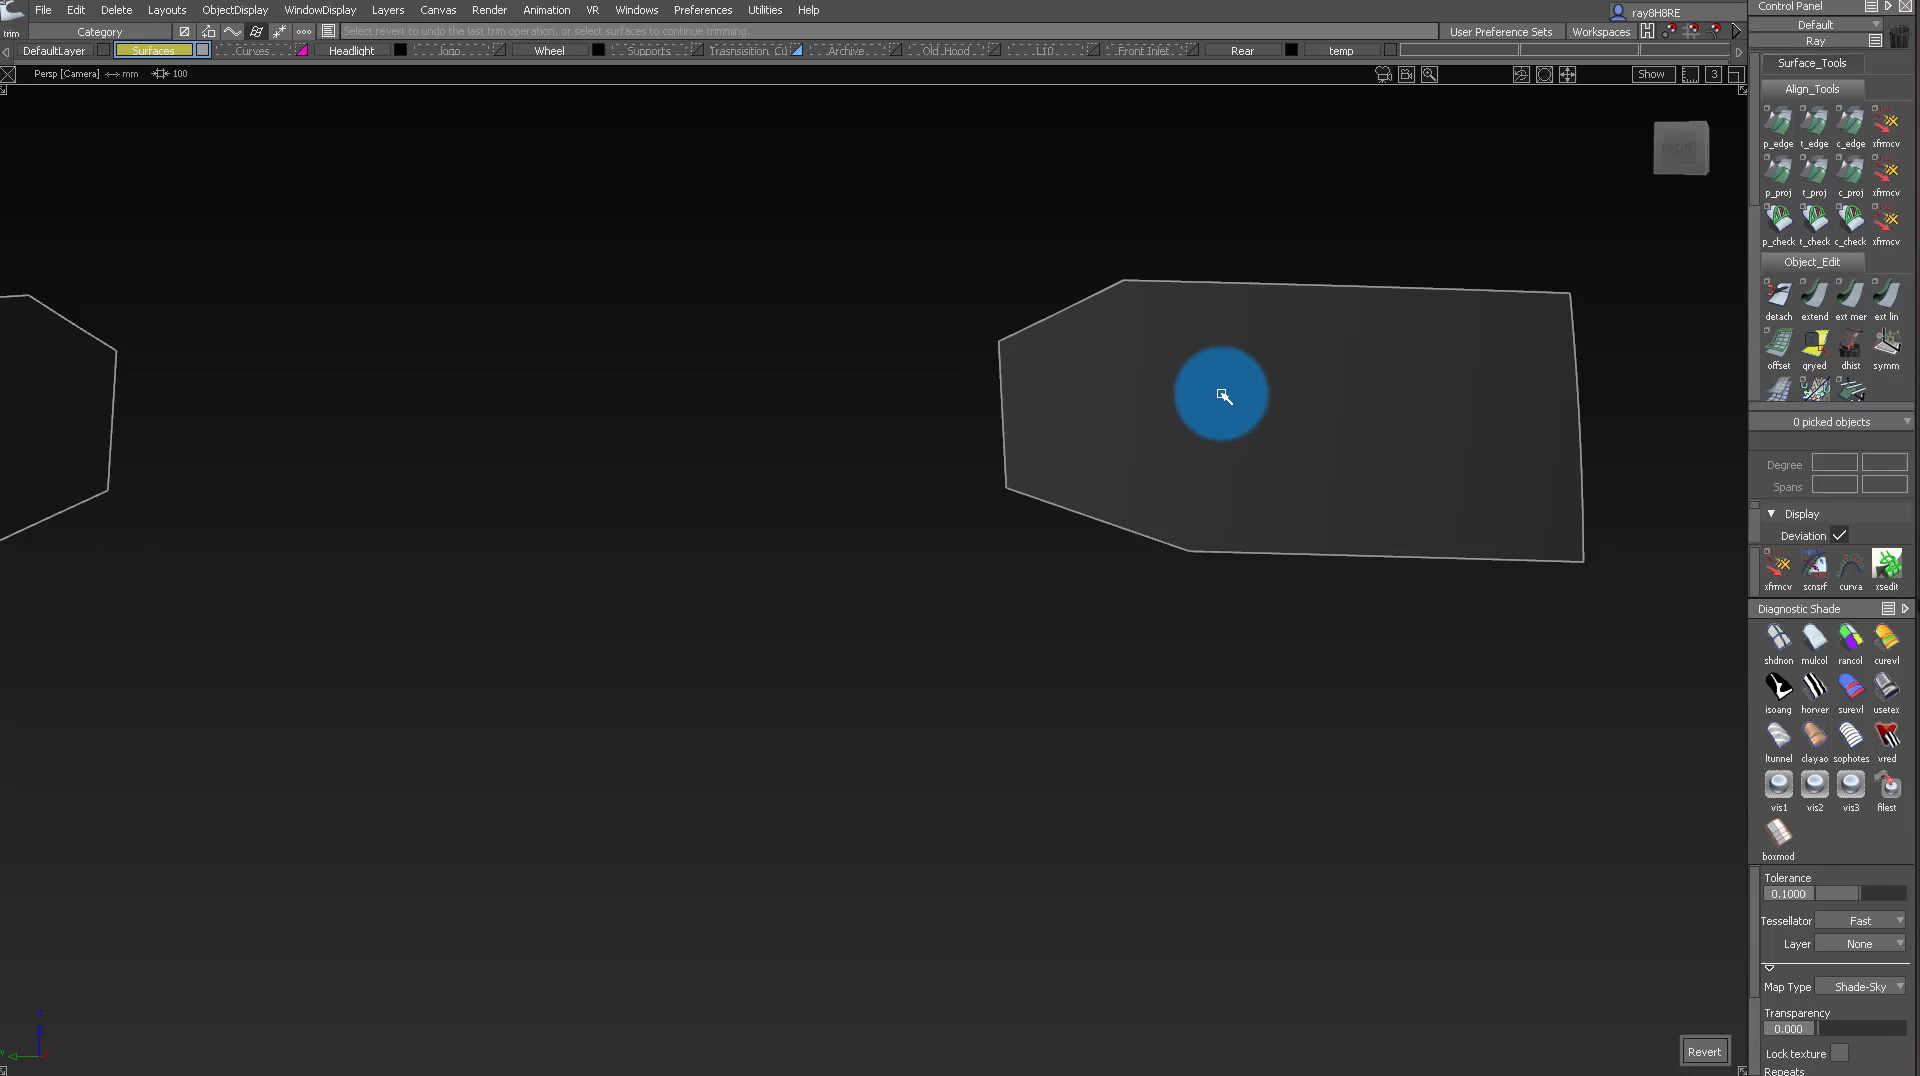 File Edit Delete Layouts ObjectDisplay WindowDisplay Layers Canvas Render Animation VR Windows Preferences Utilities Help
ray8H8RE
trim
Category
Select revert to undo the last trim operation, or select surfaces to continue trimming.
User Preference Sets
Workspaces
DefaultLayer
Surfaces
Curves
Headlight
logo
Wheel
Supports
Archive
Old_Hood
Front Inlet
Rear
temp
Persp [Camera]
mm
100
Show
3
Control Panel
Default
Ray
Surface_Tools
Align_Tools
p_edge t_edge c_edge xfrmcv
p_proj t_proj c_proj xfrmcv
p_check t_check c_check xfrmcv
Object_Edit
detach extend ext mer ext lin
offset qryed dhist symm
0 picked objects
Degree
Spans
Display
Deviation
xfrmcv scnsrf curva xsedit
Diagnostic Shade
shdnon mulcol rancol curevl
isoang horver surevl usetex
ltunnel clayao sophotes vred
vis1 vis2 vis3 filest
boxmod
Tolerance
0.1000
Tessellator Fast
Layer None
Map Type Shade-Sky
Transparency
0.000
Lock texture
Repeats
Revert